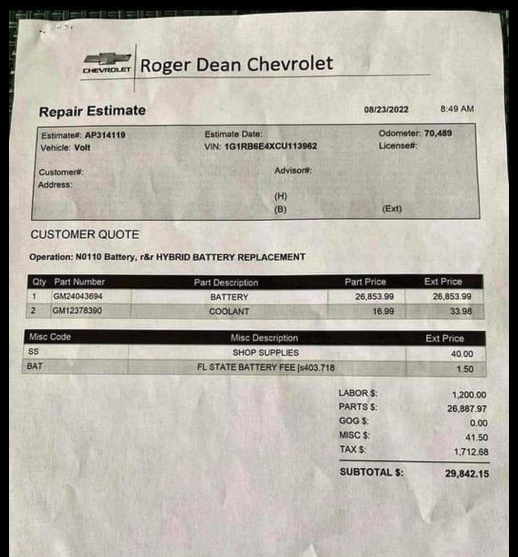 CHEVROLET
Roger Dean Chevrolet
Repair Estimate 08/23/2022 8:49 AM
Estimate#: AP314119 Estimate Date: Odometer: 70,489
Vehicle: Volt VIN: 1G1RB6E4XCU113962 License#:
Customer#: Advisor#:
Address:
(H)
(B) (Ext)
CUSTOMER QUOTE
Operation: N0110 Battery, r&r HYBRID BATTERY REPLACEMENT
Qty Part Number Part Description Part Price Ext Price
1 GM24043694 BATTERY 26,853.99 26,853.99
2 GM12378390 COOLANT 16.99 33.98
Misc Code Misc Description Ext Price
SS SHOP SUPPLIES 40.00
BAT FL STATE BATTERY FEE [s403.718 1.50
LABOR $: 1,200.00
PARTS $: 26,887.97
GOG $: 0.00
MISC $: 41.50
TAX $: 1,712.68
SUBTOTAL $: 29,842.15